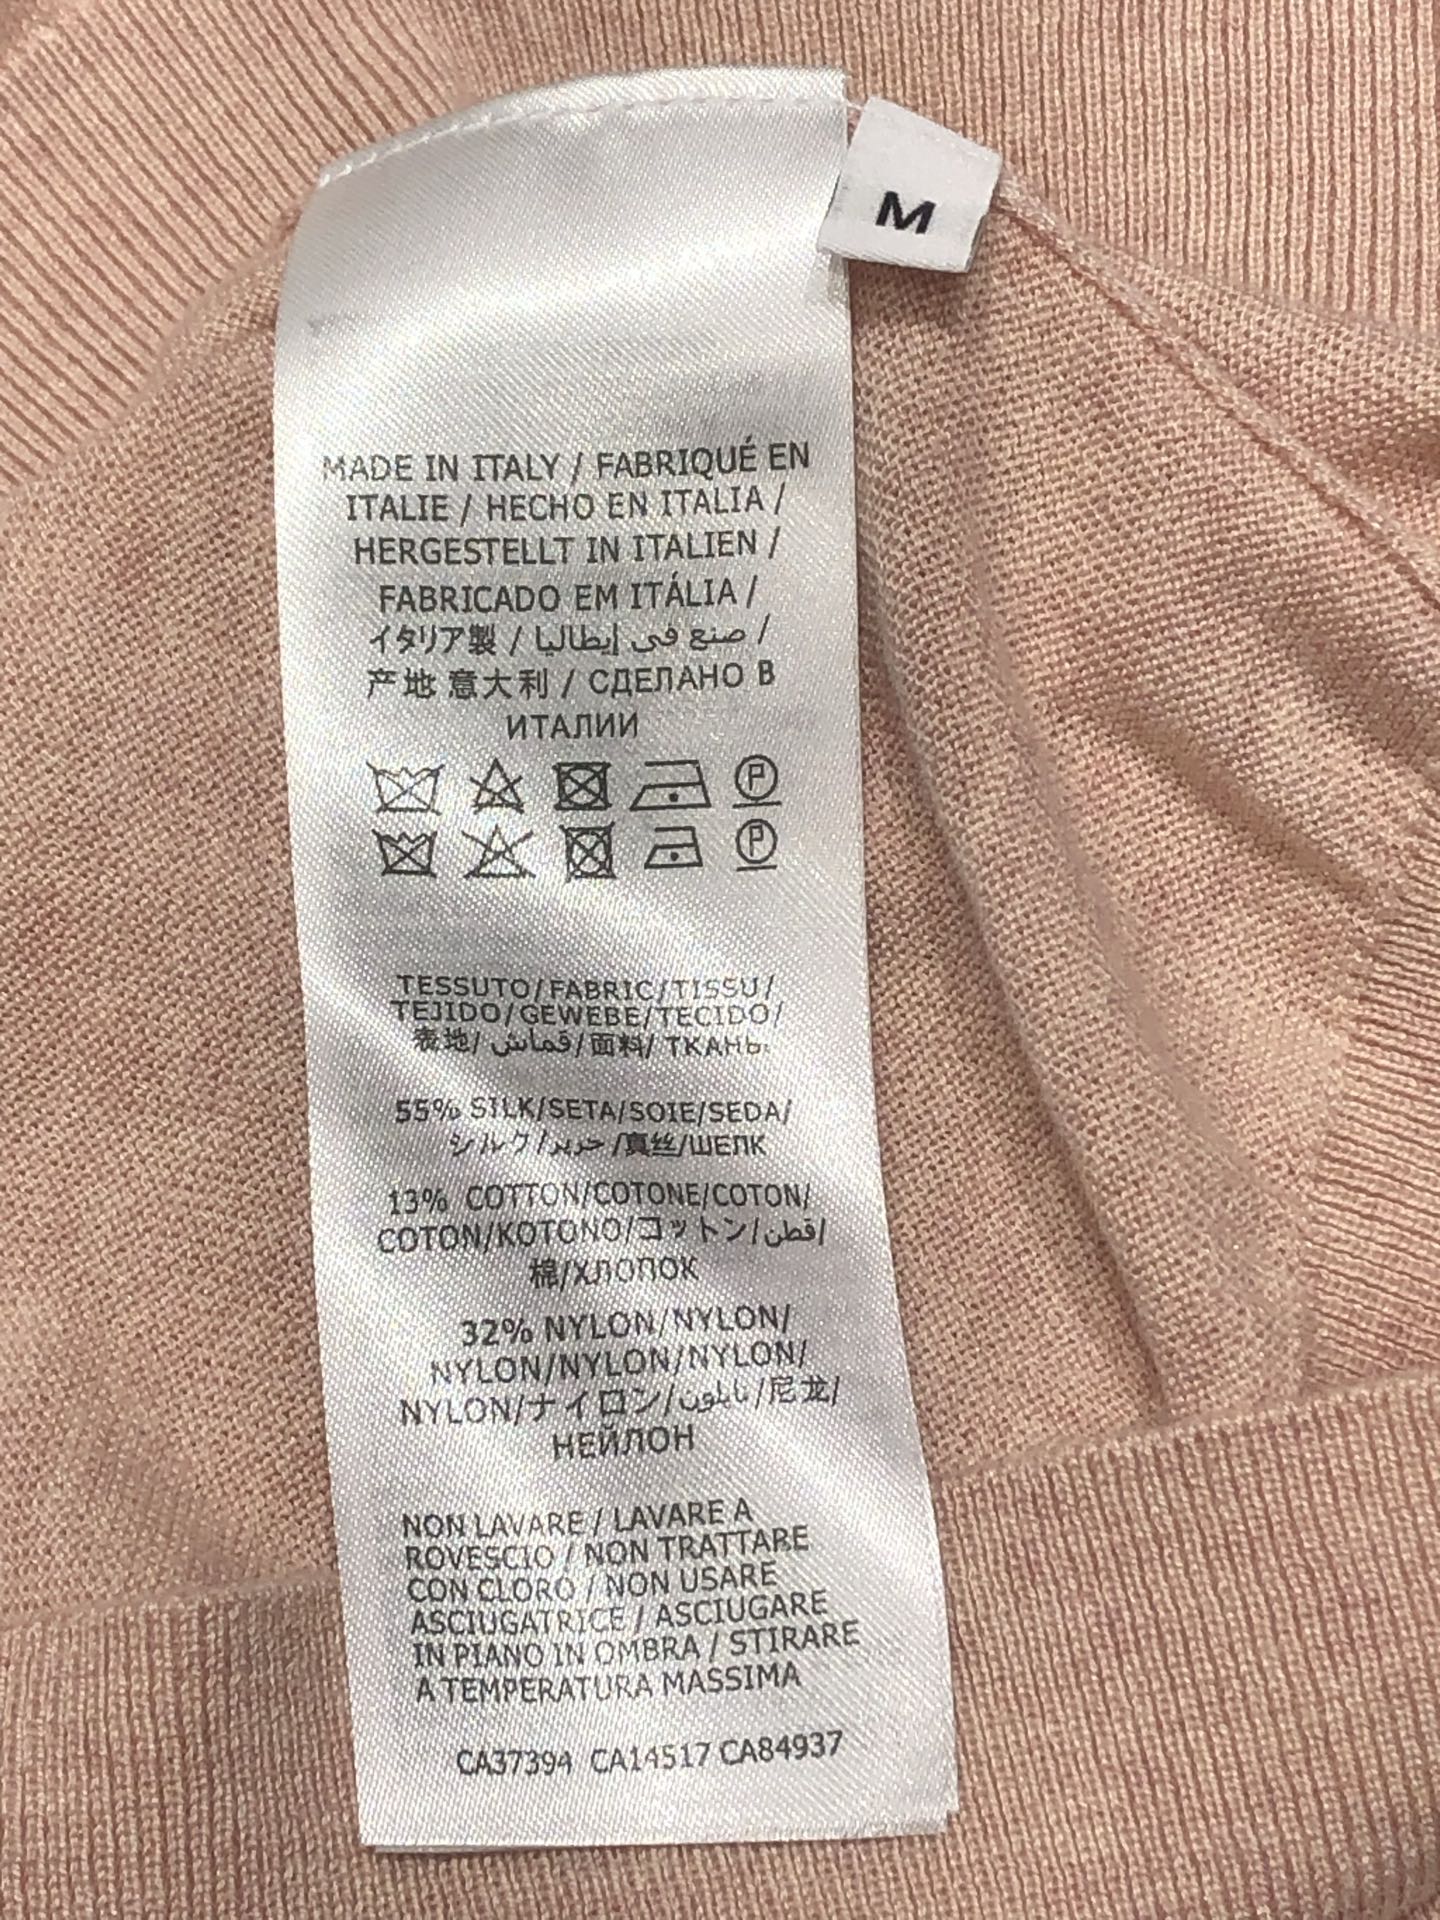 M
MADE IN ITALY / FABRIQUÉ EN
ITALIE / HECHO EN ITALIA /
HERGESTELLT IN ITALIEN /
FABRICADO EM ITÁLIA /
イタリア製 / صنع في إيطاليا /
产地 意大利 / СДЕЛАНО В
ИТАЛИИ
P
P
TESSUTO/FABRIC/TISSU/
TEJIDO/GEWEBE/TECIDO/
表地/ قماش/面料/ ТКАНЬ:
55% SILK/SETA/SOIE/SEDA/
シルク/حرير/真丝/ШЕЛК
13% COTTON/COTONE/COTON/
COTON/KOTONO/コットン/قطن/
棉/ХЛОПОК
32% NYLON/NYLON/
NYLON/NYLON/NYLON/
NYLON/ナイロン/نايلون/尼龙/
НЕЙЛОН
NON LAVARE / LAVARE A
ROVESCIO / NON TRATTARE
CON CLORO / NON USARE
ASCIUGATRICE / ASCIUGARE
IN PIANO IN OMBRA / STIRARE
A TEMPERATURA MASSIMA
CA37394 CA14517 CA84937